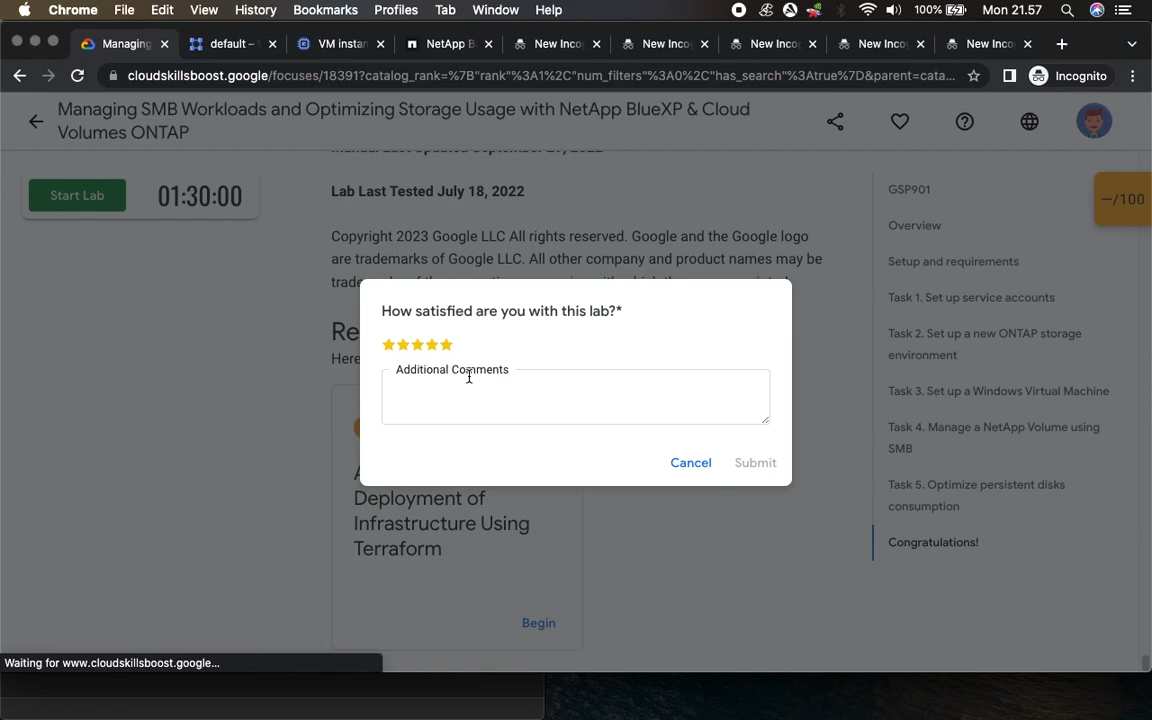 Chrome File Edit View History Bookmarks Profiles Tab Window Help 100% Mon 21.57
Managing default – VM instan NetApp B New Inco New Inco New Inco New Inco New Inco
cloudskillsboost.google/focuses/18391?catalog_rank=%7B"rank"%3A1%2C"num_filters"%3A0%2C"has_search"%3Atrue%7D&parent=cata... Incognito
Managing SMB Workloads and Optimizing Storage Usage with NetApp BlueXP & Cloud
Volumes ONTAP
Start Lab 01:30:00
Lab Last Tested July 18, 2022
Copyright 2023 Google LLC All rights reserved. Google and the Google logo
are trademarks of Google LLC. All other company and product names may be
How satisfied are you with this lab?*
Additional Comments
Cancel Submit
Re
Here
Deployment of
Infrastructure Using
Terraform
Begin
GSP901
Overview
Setup and requirements
Task 1. Set up service accounts
Task 2. Set up a new ONTAP storage
environment
Task 3. Set up a Windows Virtual Machine
Task 4. Manage a NetApp Volume using
SMB
Task 5. Optimize persistent disks
consumption
Congratulations!
–/100
Waiting for www.cloudskillsboost.google...